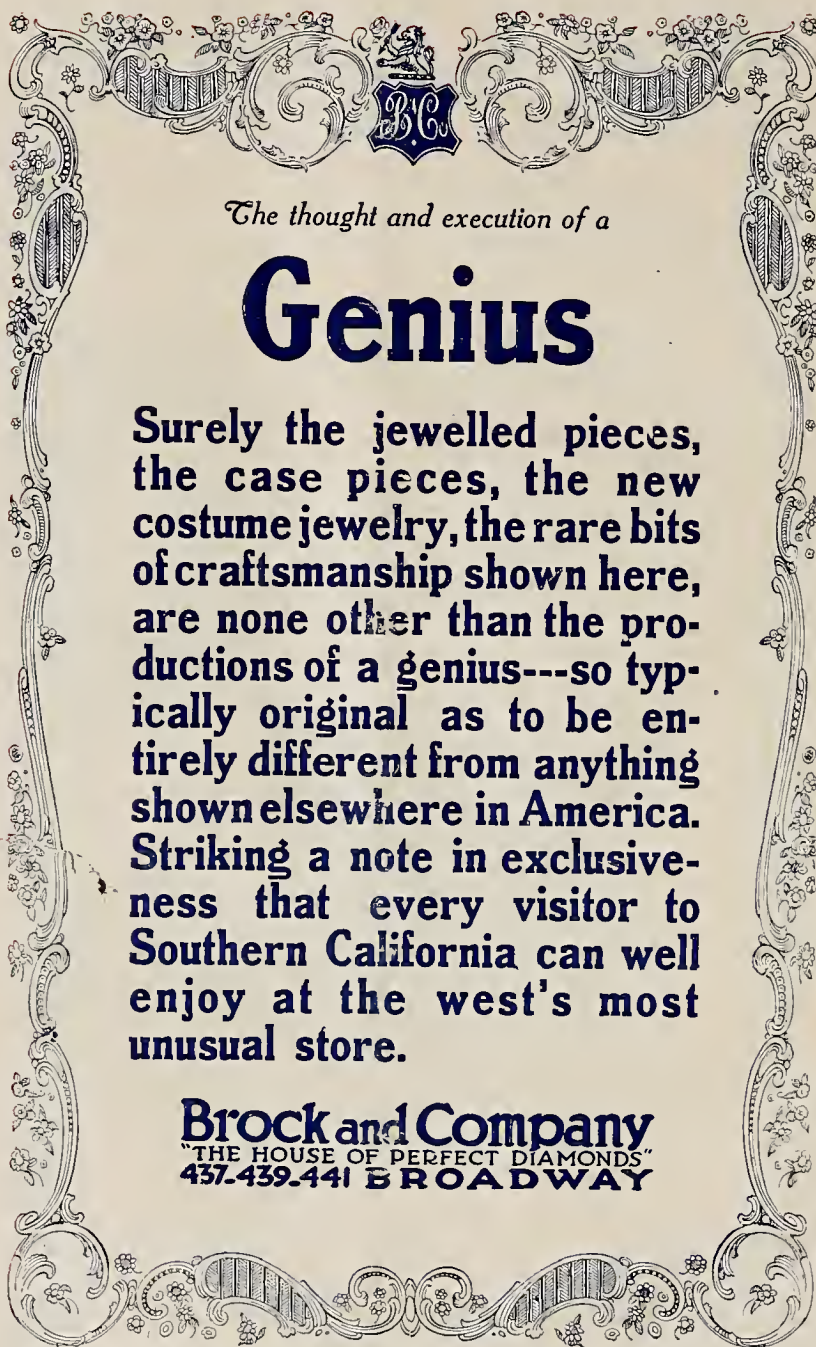 The thought and execution of a
Genius
Surely the jewelled pieces,
the case pieces, the new
costume jewelry, the rare bits
of craftsmanship shown here,
are none other than the pro-
ductions of a genius---so typ-
ically original as to be en-
tirely different from anything
shown elsewhere in America.
Striking a note in exclusive-
ness that every visitor to
Southern California can well
enjoy at the west's most
unusual store.
Brock and Company
"THE HOUSE OF PERFECT DIAMONDS"
437-439-441 BROADWAY